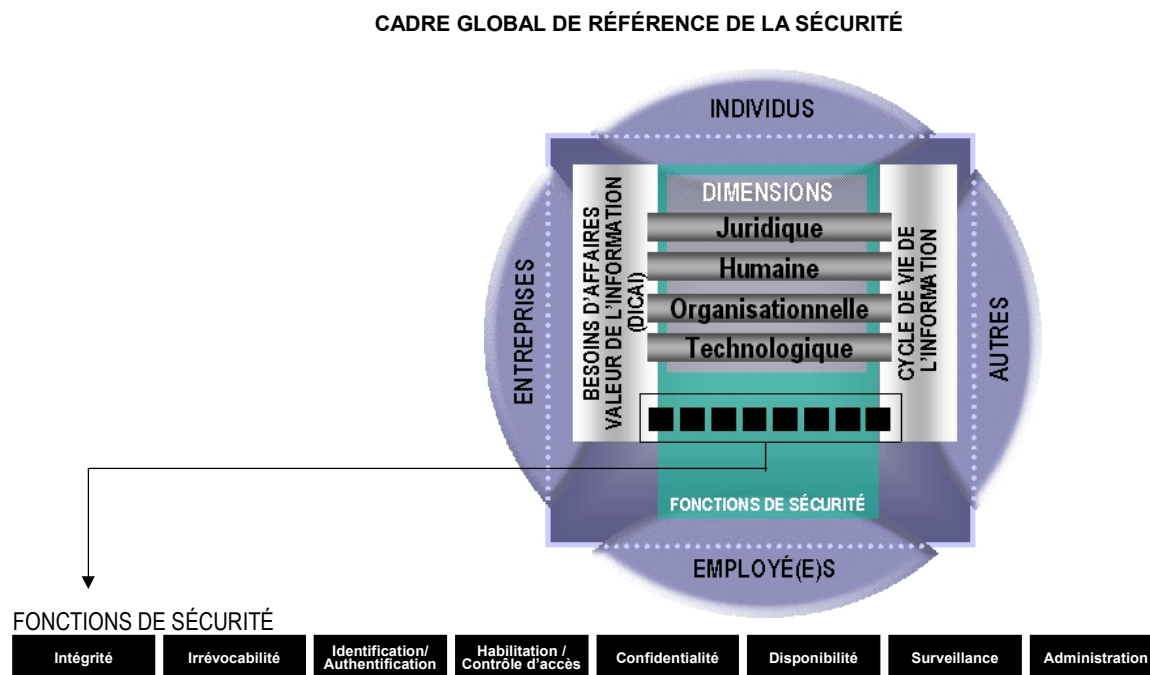 CADRE GLOBAL DE RÉFÉRENCE DE LA SÉCURITÉ
INDIVIDUS
ENTREPRISES
BESOINS D'AFFAIRES
VALEUR DE L'INFORMATION
(DICAI)
DIMENSIONS
Juridique
Humaine
Organisationnelle
Technologique
CYCLE DE VIE DE
L'INFORMATION
AUTRES
FONCTIONS DE SÉCURITÉ
EMPLOYÉ(E)S
FONCTIONS DE SÉCURITÉ
Intégrité
Irrévocabilité
Identification/
Authentification
Habilitation /
Contrôle d'accès
Confidentialité
Disponibilité
Surveillance
Administration